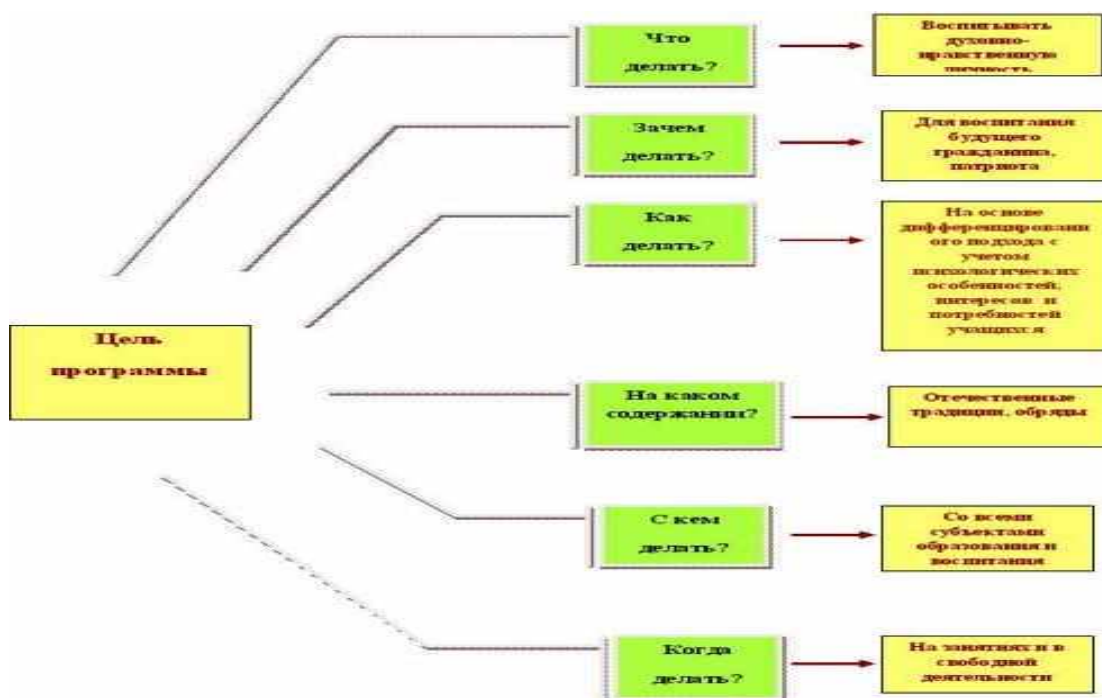 Что
делать?
Воспитывать
духовно-
нравственную
личность
Зачем
делать?
Для воспитания
будущего
гражданина,
патриота
Как
делать?
На основе
дифференцированн
ого подхода с
учетом
психологических
особенностей,
интересов и
потребностей
учащихся
Цель
программы
На каком
содержании?
Отечественные
традиции, обряды
С кем
делать?
Со всеми
субъектами
образования и
воспитания
Когда
делать?
На занятиях и в
свободной
деятельности